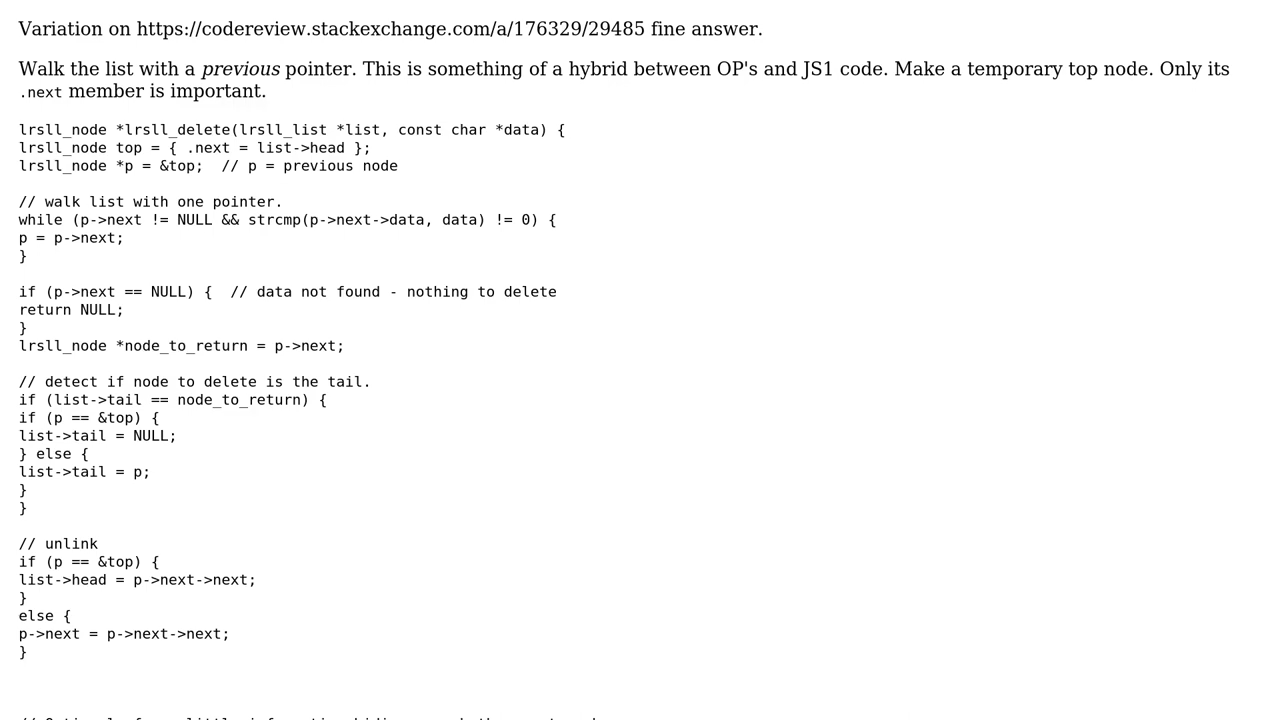 Variation on https://codereview.stackexchange.com/a/176329/29485 fine answer.
Walk the list with a previous pointer. This is something of a hybrid between OP's and JS1 code. Make a temporary top node. Only its
.next member is important.
lrsll_node *lrsll_delete(lrsll_list *list, const char *data) {
lrsll_node top = { .next = list->head };
lrsll_node *p = &top;  // p = previous node
// walk list with one pointer.
while (p->next != NULL && strcmp(p->next->data, data) != 0) {
p = p->next;
}
if (p->next == NULL) {  // data not found - nothing to delete
return NULL;
}
lrsll_node *node_to_return = p->next;
// detect if node to delete is the tail.
if (list->tail == node_to_return) {
if (p == &top) {
list->tail = NULL;
} else {
list->tail = p;
}
}
// unlink
if (p == &top) {
list->head = p->next->next;
}
else {
p->next = p->next->next;
}